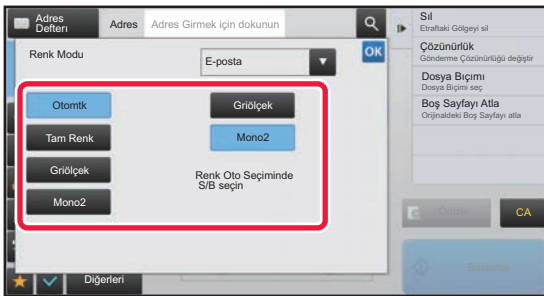 Adres
Defteri
Adres
Adres Girmek için dokunun
Renk Modu
E-posta
OK
Otomtk
Tam Renk
Griölçek
Mono2
Griölçek
Mono2
Renk Oto Seçiminde
S/B seçin
Diğerleri
Sil
Etraftaki Gölgeyi sil
Çözünürlük
Gönderme Çözünürlüğü değiştir
Dosya Bıçımı
Dosya Biçimi seç
Boş Sayfayı Atla
Orijinaldeki Boş Sayfayı atla
Önizle
CA